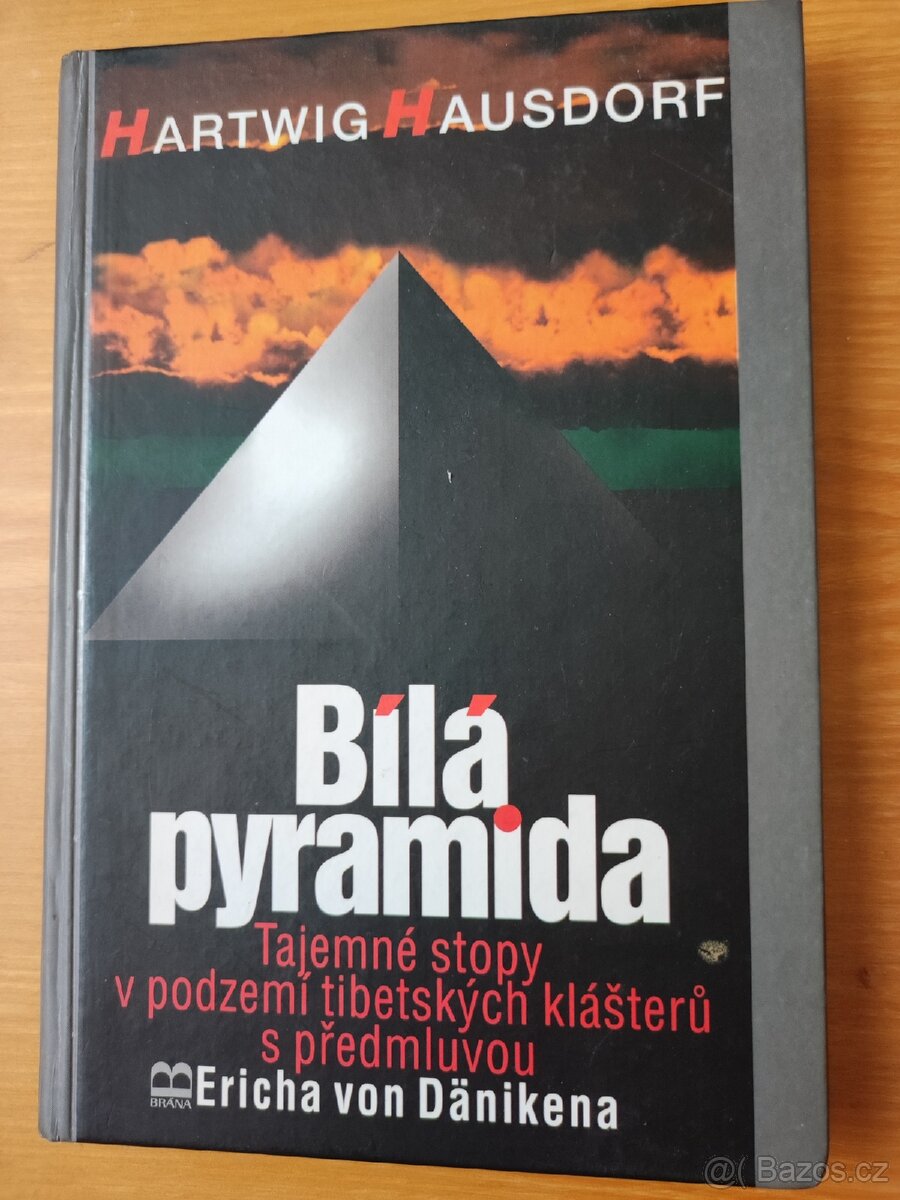 HARTWIG HAUSDORF
Bílá
pyramida
Tajemné stopy
v podzemí tibetských klášterů
s předmluvou
Ericha von Dänikena
B
BRÁNA
@( Bazos.cz